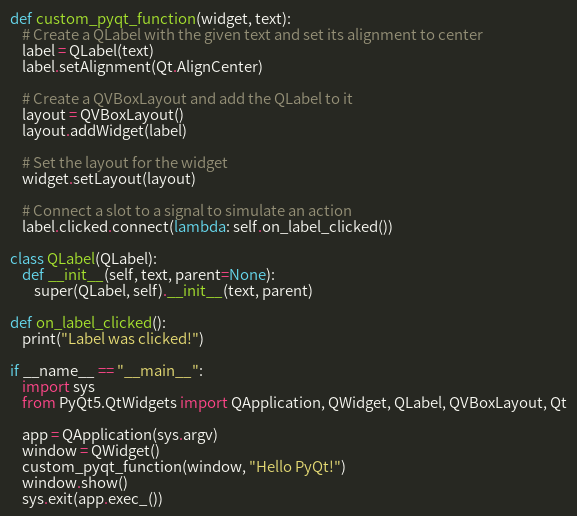 def custom_pyqt_function(widget, text):
    # Create a QLabel with the given text and set its alignment to center
    label = QLabel(text)
    label.setAlignment(Qt.AlignCenter)

    # Create a QVBoxLayout and add the QLabel to it
    layout = QVBoxLayout()
    layout.addWidget(label)

    # Set the layout for the widget
    widget.setLayout(layout)

    # Connect a slot to a signal to simulate an action
    label.clicked.connect(lambda: self.on_label_clicked())

class QLabel(QLabel):
    def __init__(self, text, parent=None):
        super(QLabel, self).__init__(text, parent)

def on_label_clicked():
    print("Label was clicked!")

if __name__ == "__main__":
    import sys
    from PyQt5.QtWidgets import QApplication, QWidget, QLabel, QVBoxLayout, Qt

    app = QApplication(sys.argv)
    window = QWidget()
    custom_pyqt_function(window, "Hello PyQt!")
    window.show()
    sys.exit(app.exec_())